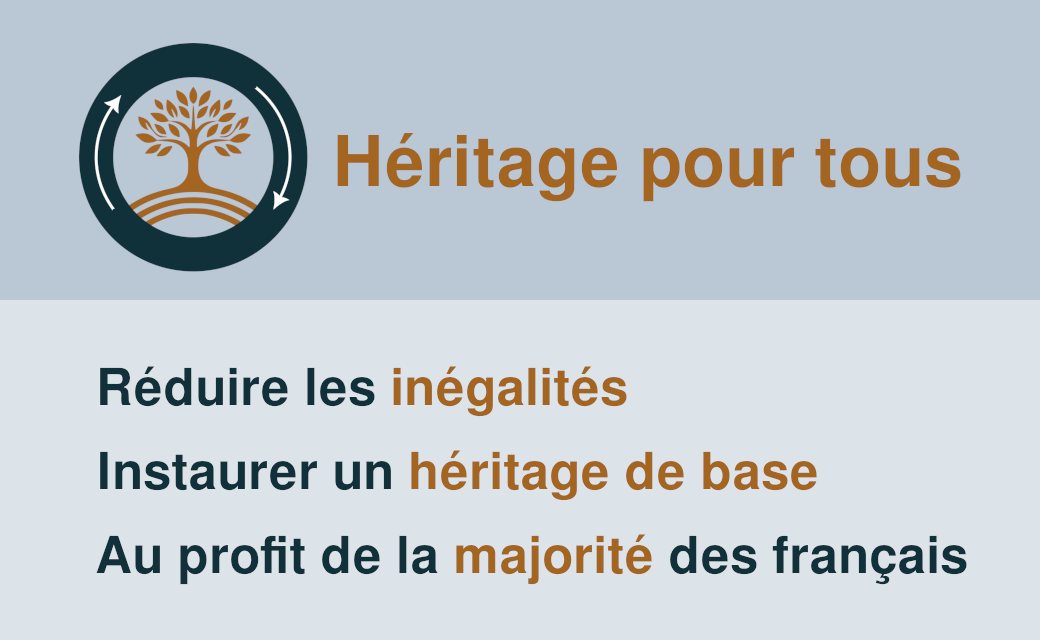 Héritage pour tous
Réduire les inégalités
Instaurer un héritage de base
Au profit de la majorité des français